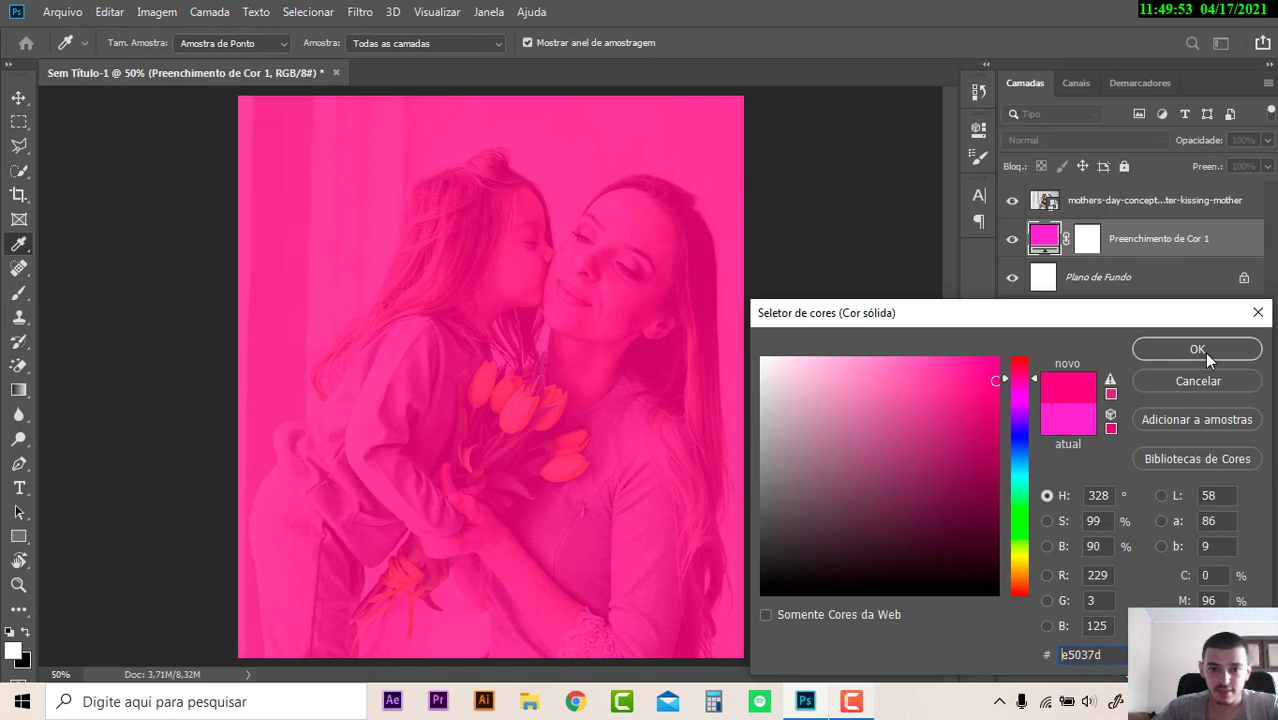 Ps Arquivo Editar Imagem Camada Texto Selecionar Filtro 3D Visualizar Janela Ajuda
11:49:53 04/17/2021
Tam. Amostra: Amostra de Ponto Amostra: Todas as camadas Mostrar anel de amostragem
Sem Título-1 @ 50% (Preenchimento de Cor 1, RGB/8#) * ×
Camadas Canais Demarcadores
Tipo
Normal Opacidade: 100%
Bloq.: Preen.: 100%
mothers-day-concept...ter-kissing-mother
Preenchimento de Cor 1
Plano de Fundo
Seletor de cores (Cor sólida)
novo
atual
OK
Cancelar
Adicionar a amostras
Bibliotecas de Cores
H: 328 ° L: 58
S: 99 % a: 86
B: 90 % b: 9
R: 229 C: 0 %
G: 3 M: 96 %
B: 125
# e5037d
Somente Cores da Web
50% Doc: 3,71M/8,32M
Digite aqui para pesquisar
Ae Pr Ai C Ps C